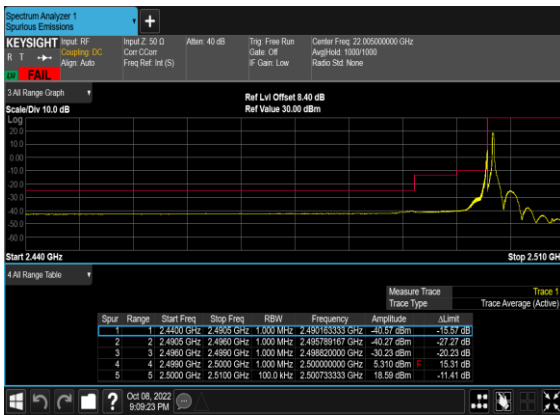 Spectrum Analyzer 1
Spurious Emissions
KEYSIGHT Input: RF Input Z: 50 Ω Atten: 40 dB Trig: Free Run Center Freq: 22.005000000 GHz
R T Coupling: DC Corr CCorr Gate: Off Avg|Hold: 1000/1000
Align: Auto Freq Ref: Int (S) IF Gain: Low Radio Std: None
FAIL
3 All Range Graph
Ref Lvl Offset 8.40 dB
Scale/Div 10.0 dB Ref Value 30.00 dBm
Log
20.0
10.0
0.00
-10.0
-20.0
-30.0
-40.0
-50.0
-60.0
Start 2.440 GHz Stop 2.510 GH
4 All Range Table
Measure Trace Trace 1
Trace Type Trace Average (Active)
Spur Range Start Freq Stop Freq RBW Frequency Amplitude ΔLimit
1 1 2.4400 GHz 2.4905 GHz 1.000 MHz 2.490163333 GHz -40.57 dBm -15.57 dB
2 2 2.4905 GHz 2.4960 GHz 1.000 MHz 2.495789167 GHz -40.27 dBm -27.27 dB
3 3 2.4960 GHz 2.4990 GHz 1.000 MHz 2.498820000 GHz -30.23 dBm -20.23 dB
4 4 2.4990 GHz 2.5000 GHz 1.000 MHz 2.500000000 GHz 5.310 dBm F 15.31 dB
5 5 2.5000 GHz 2.5100 GHz 100.0 kHz 2.500733333 GHz 18.59 dBm -11.41 dB
Oct 08, 2022
9:09:23 PM